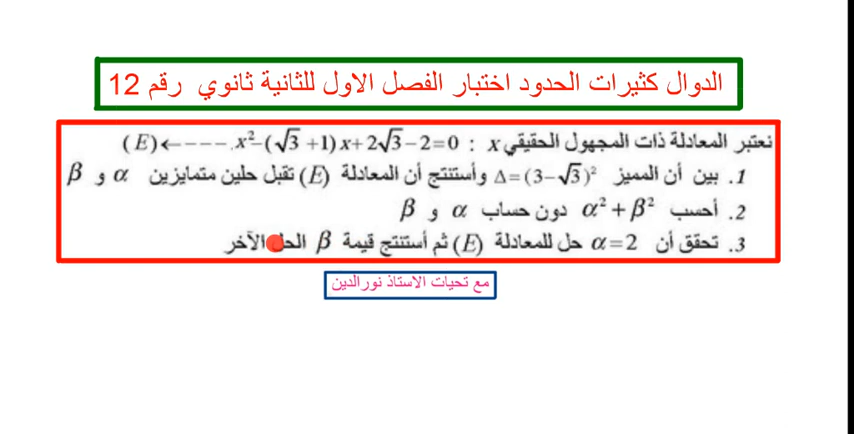 الدوال كثيرات الحدود اختبار الفصل الاول للثانية ثانوي رقم 12
نعتبر المعادلة ذات المجهول الحقيقي x : x²-(√3+1)x+2√3-2=0 .----→(E)
1. بين أن المميز Δ=(3-√3)² وأستنتج أن المعادلة (E) تقبل حلين متمايزين α و β
2. أحسب α²+β² دون حساب α و β
3. تحقق أن α=2 حل للمعادلة (E) ثم أستنتج قيمة β الحل الآخر
مع تحيات الاستاذ نورالدين